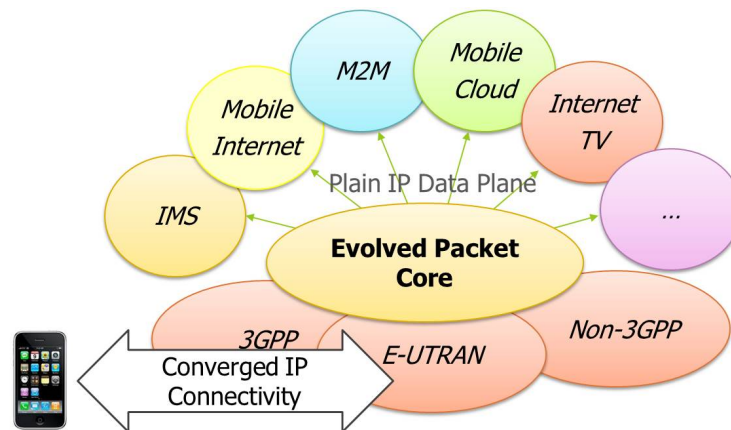 Mobile
Cloud
M2M
Internet
TV
Mobile
Internet
Plain IP Data Plane
IMS
...
Evolved Packet
Core
3GPP
E-UTRAN
Non-3GPP
Converged IP
Connectivity